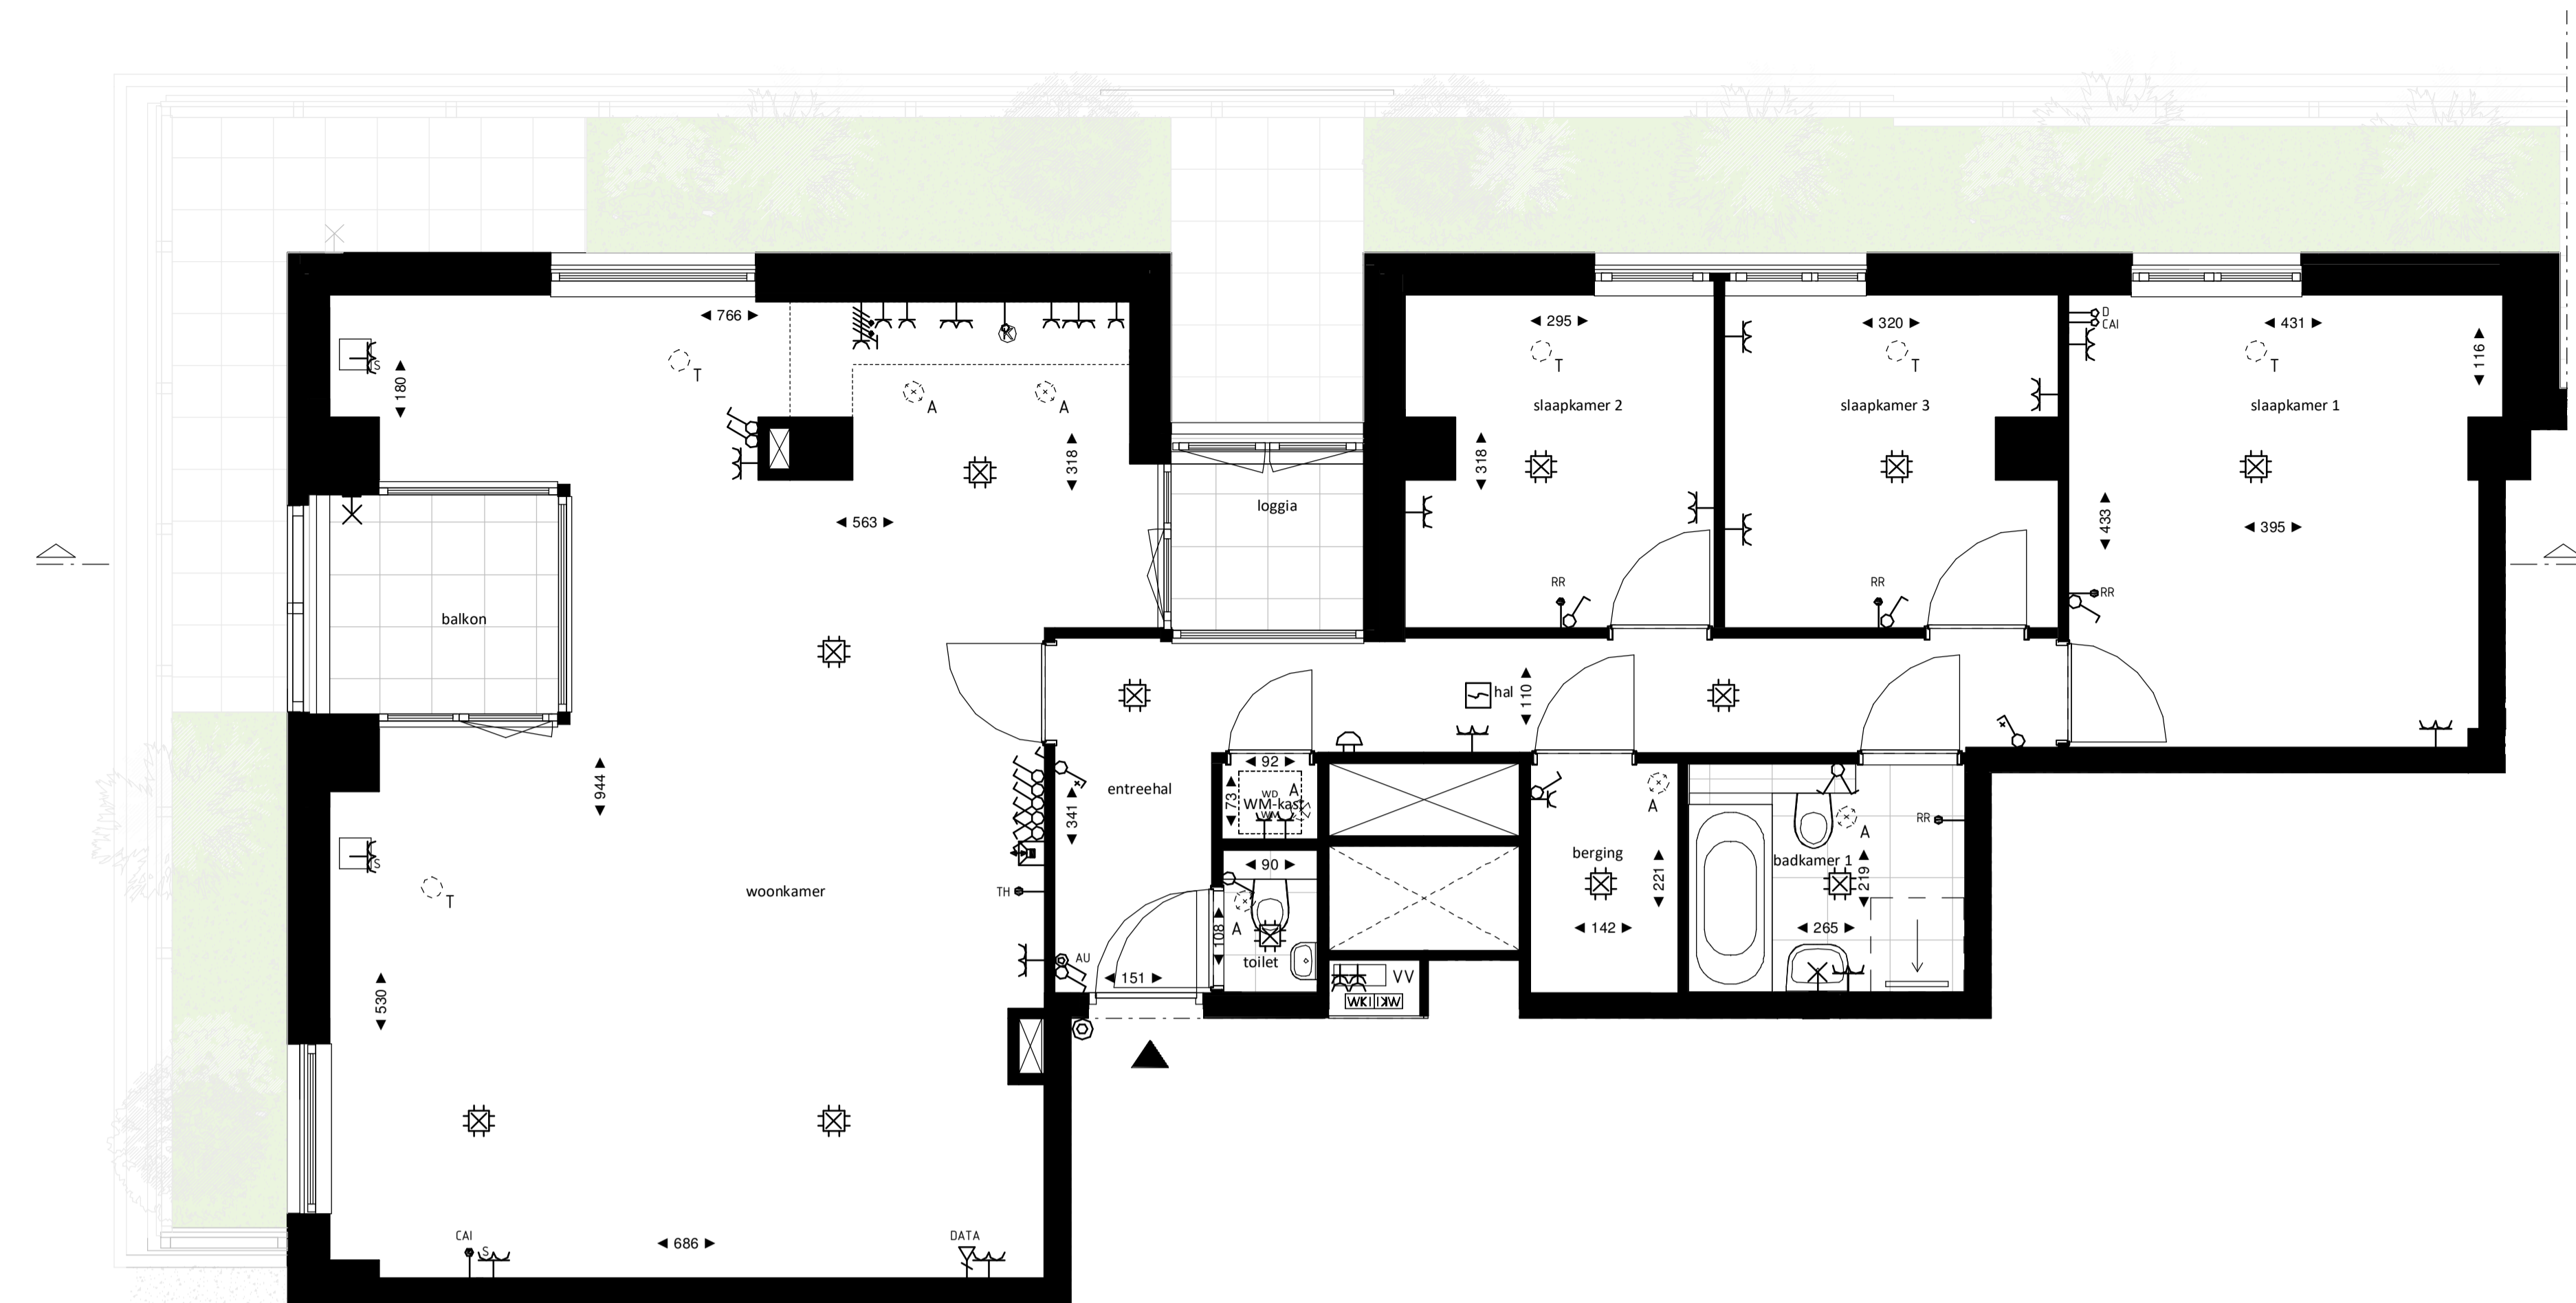 766
295
320
431
D
CAI
S
180
T
T
T
T
116
A
A
slaapkamer 2
slaapkamer 3
slaapkamer 1
318
318
loggia
563
433
395
RR
RR
RR
balkon
hal
110
944
92
73
WD
WM-kast
WM
A
341
entreehal
A
A
RR
S
T
woonkamer
TH
90
berging
221
badkamer 1
219
108
A
toilet
142
265
AU
151
VV
WKI
530
CAI
S
686
DATA